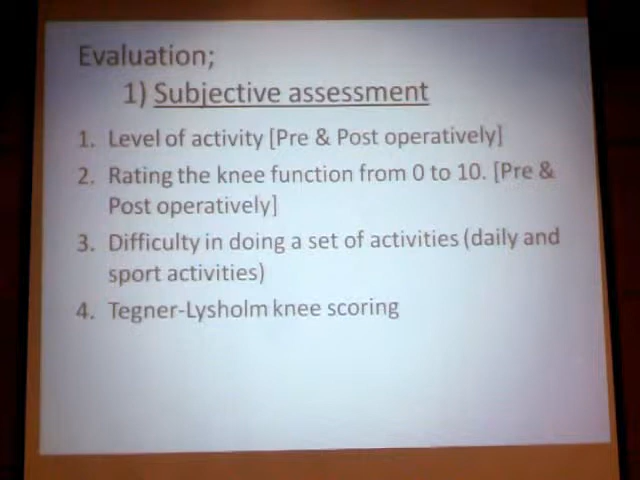 Evaluation;
1) Subjective assessment
1. Level of activity [Pre & Post operatively]
2. Rating the knee function from 0 to 10. [Pre &
Post operatively]
3. Difficulty in doing a set of activities (daily and
sport activities)
4. Tegner-Lysholm knee scoring